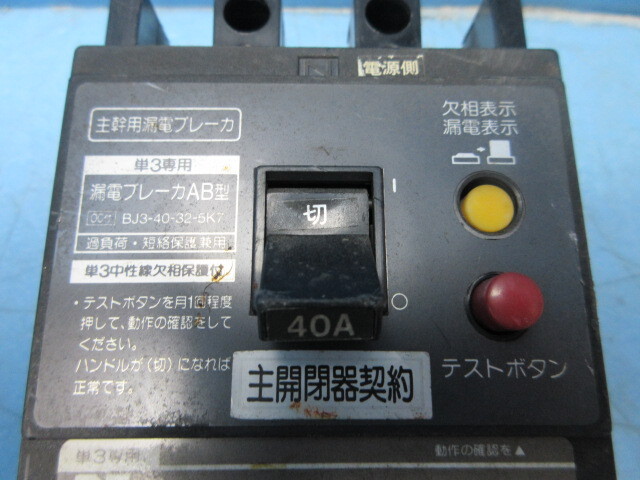 電源側
主幹用漏電ブレーカ
欠相表示
漏電表示
単3専用
漏電ブレーカAB型
BJ3-40-32-5K7
過負荷・短絡保護兼用
単3中性線欠相保護付
切
I
○
40A
・テストボタンを月1回程度
押して、動作の確認をして
ください。
ハンドルが(切)になれば
正常です。
テストボタン
主開閉器契約
単3専用
動作の確認を▲